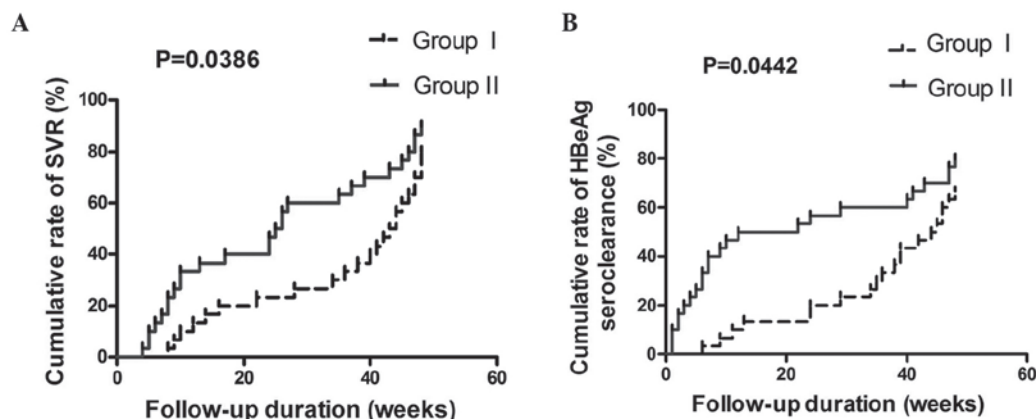 A
P=0.0386
Group I
Group II
Cumulative rate of SVR (%)
100
80
60
40
20
0
0 20 40 60
Follow-up duration (weeks)
B
P=0.0442
Group I
Group II
Cumulative rate of HBeAg
seroclearance (%)
100
80
60
40
20
0
0 20 40 60
Follow-up duration (weeks)